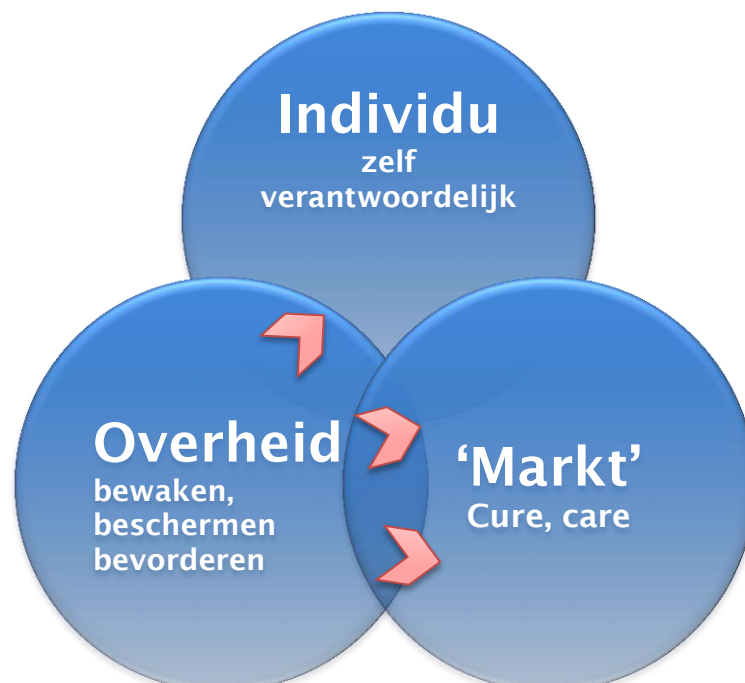 Individu
zelf
verantwoordelijk
Overheid
bewaken,
beschermen
bevorderen
‘Markt’
Cure, care